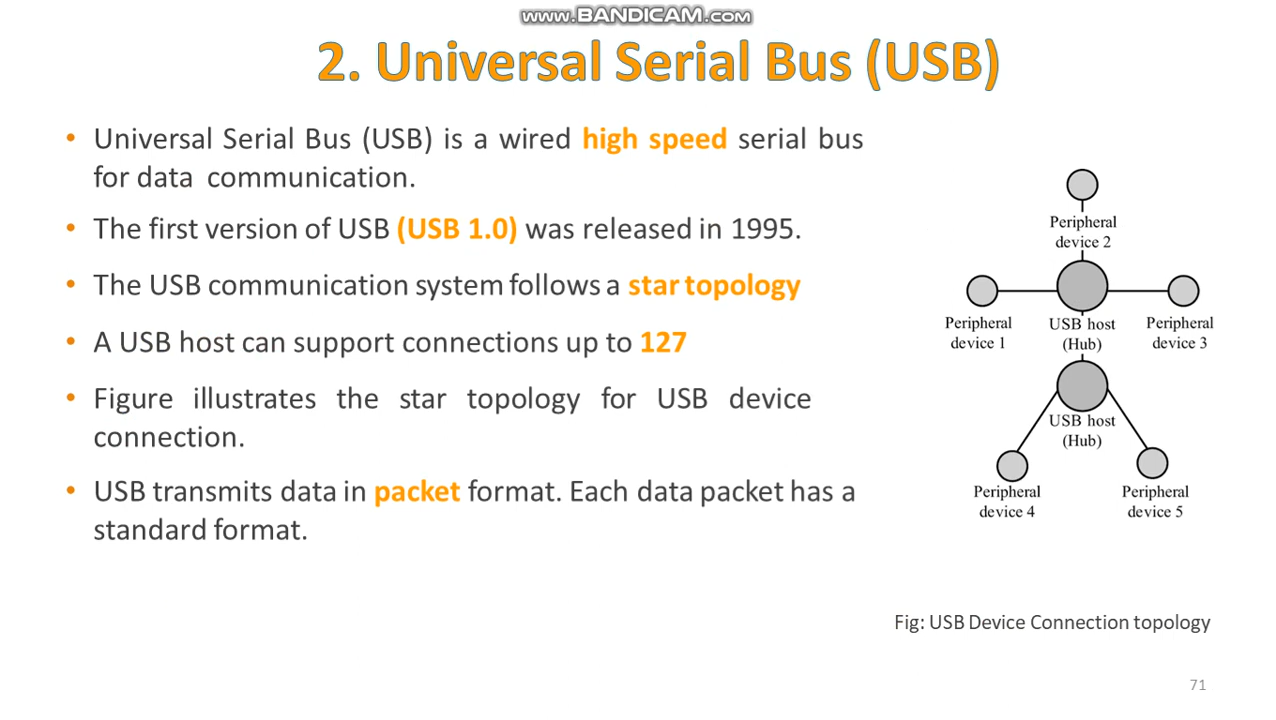 www.BANDICAM.com
2. Universal Serial Bus (USB)
• Universal Serial Bus (USB) is a wired high speed serial bus
for data communication.
• The first version of USB (USB 1.0) was released in 1995.
• The USB communication system follows a star topology
• A USB host can support connections up to 127
• Figure illustrates the star topology for USB device
connection.
• USB transmits data in packet format. Each data packet has a
standard format.
Peripheral
device 2
Peripheral
device 1
USB host
(Hub)
Peripheral
device 3
USB host
(Hub)
Peripheral
device 4
Peripheral
device 5
Fig: USB Device Connection topology
71